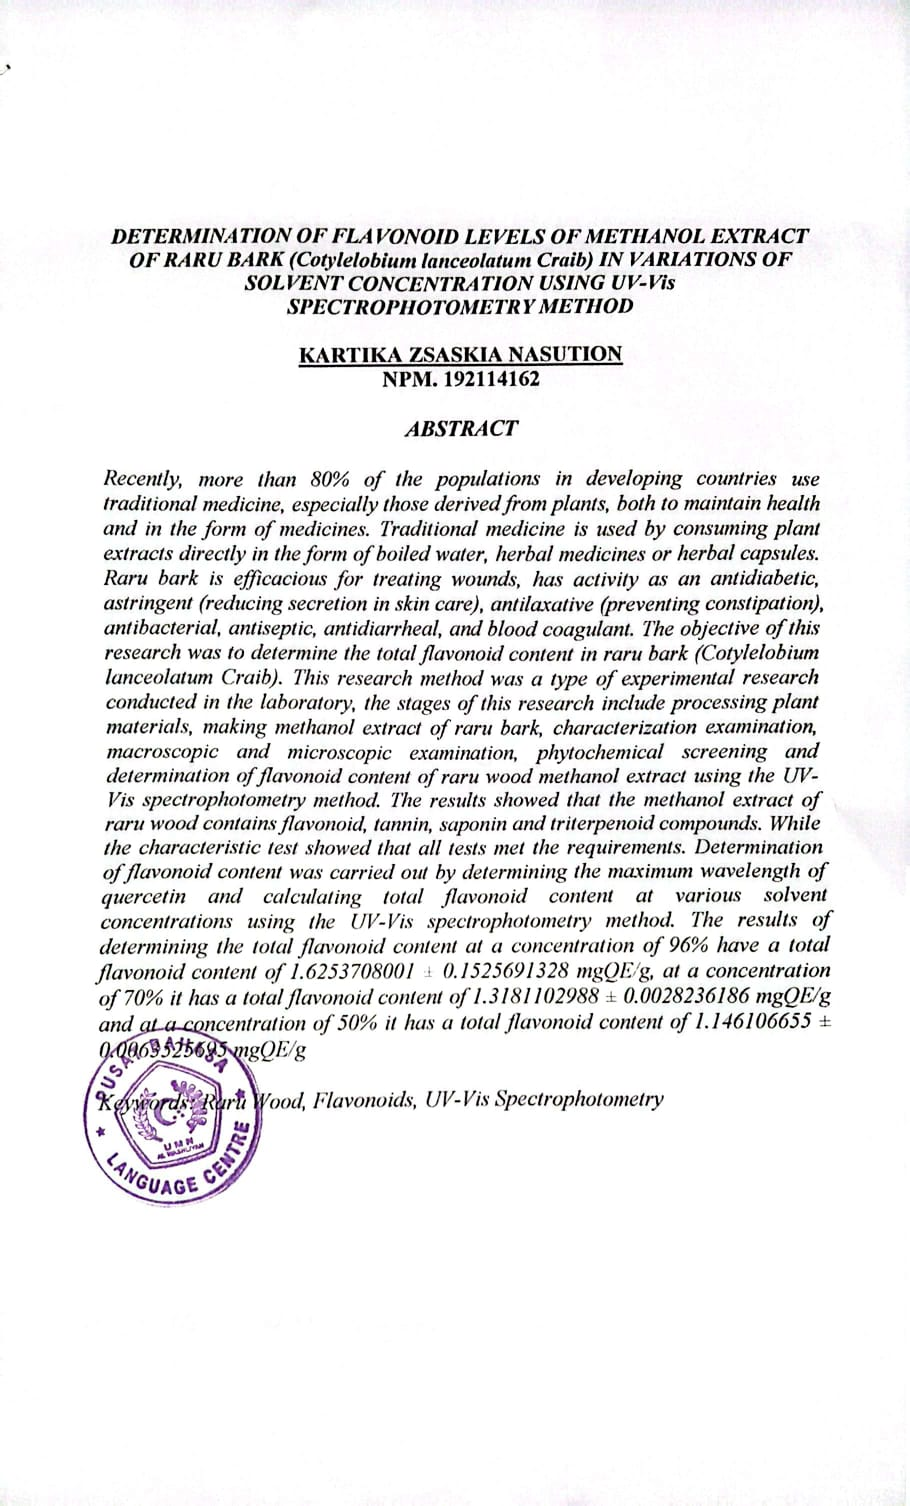 DETERMINATION OF FLAVONOID LEVELS OF METHANOL EXTRACT
OF RARU BARK (Cotylelobium lanceolatum Craib) IN VARIATIONS OF
SOLVENT CONCENTRATION USING UV-Vis
SPECTROPHOTOMETRY METHOD
KARTIKA ZSASKIA NASUTION
NPM. 192114162
ABSTRACT
Recently, more than 80% of the populations in developing countries use
traditional medicine, especially those derived from plants, both to maintain health
and in the form of medicines. Traditional medicine is used by consuming plant
extracts directly in the form of boiled water, herbal medicines or herbal capsules.
Raru bark is efficacious for treating wounds, has activity as an antidiabetic,
astringent (reducing secretion in skin care), antilaxative (preventing constipation),
antibacterial, antiseptic, antidiarrheal, and blood coagulant. The objective of this
research was to determine the total flavonoid content in raru bark (Cotylelobium
lanceolatum Craib). This research method was a type of experimental research
conducted in the laboratory, the stages of this research include processing plant
materials, making methanol extract of raru bark, characterization examination,
macroscopic and microscopic examination, phytochemical screening and
determination of flavonoid content of raru wood methanol extract using the UV-
Vis spectrophotometry method. The results showed that the methanol extract of
raru wood contains flavonoid, tannin, saponin and triterpenoid compounds. While
the characteristic test showed that all tests met the requirements. Determination
of flavonoid content was carried out by determining the maximum wavelength of
quercetin and calculating total flavonoid content at various solvent
concentrations using the UV-Vis spectrophotometry method. The results of
determining the total flavonoid content at a concentration of 96% have a total
flavonoid content of 1.6253708001 ± 0.1525691328 mgQE/g, at a concentration
of 70% it has a total flavonoid content of 1.3181102988 ± 0.0028236186 mgQE/g
and at a concentration of 50% it has a total flavonoid content of 1.146106655 ±
0.0063525695 mgQE/g
Keywords: Raru Wood, Flavonoids, UV-Vis Spectrophotometry
PUSAT BAHASA
UMN
AL WASHLIYAH
LANGUAGE CENTRE